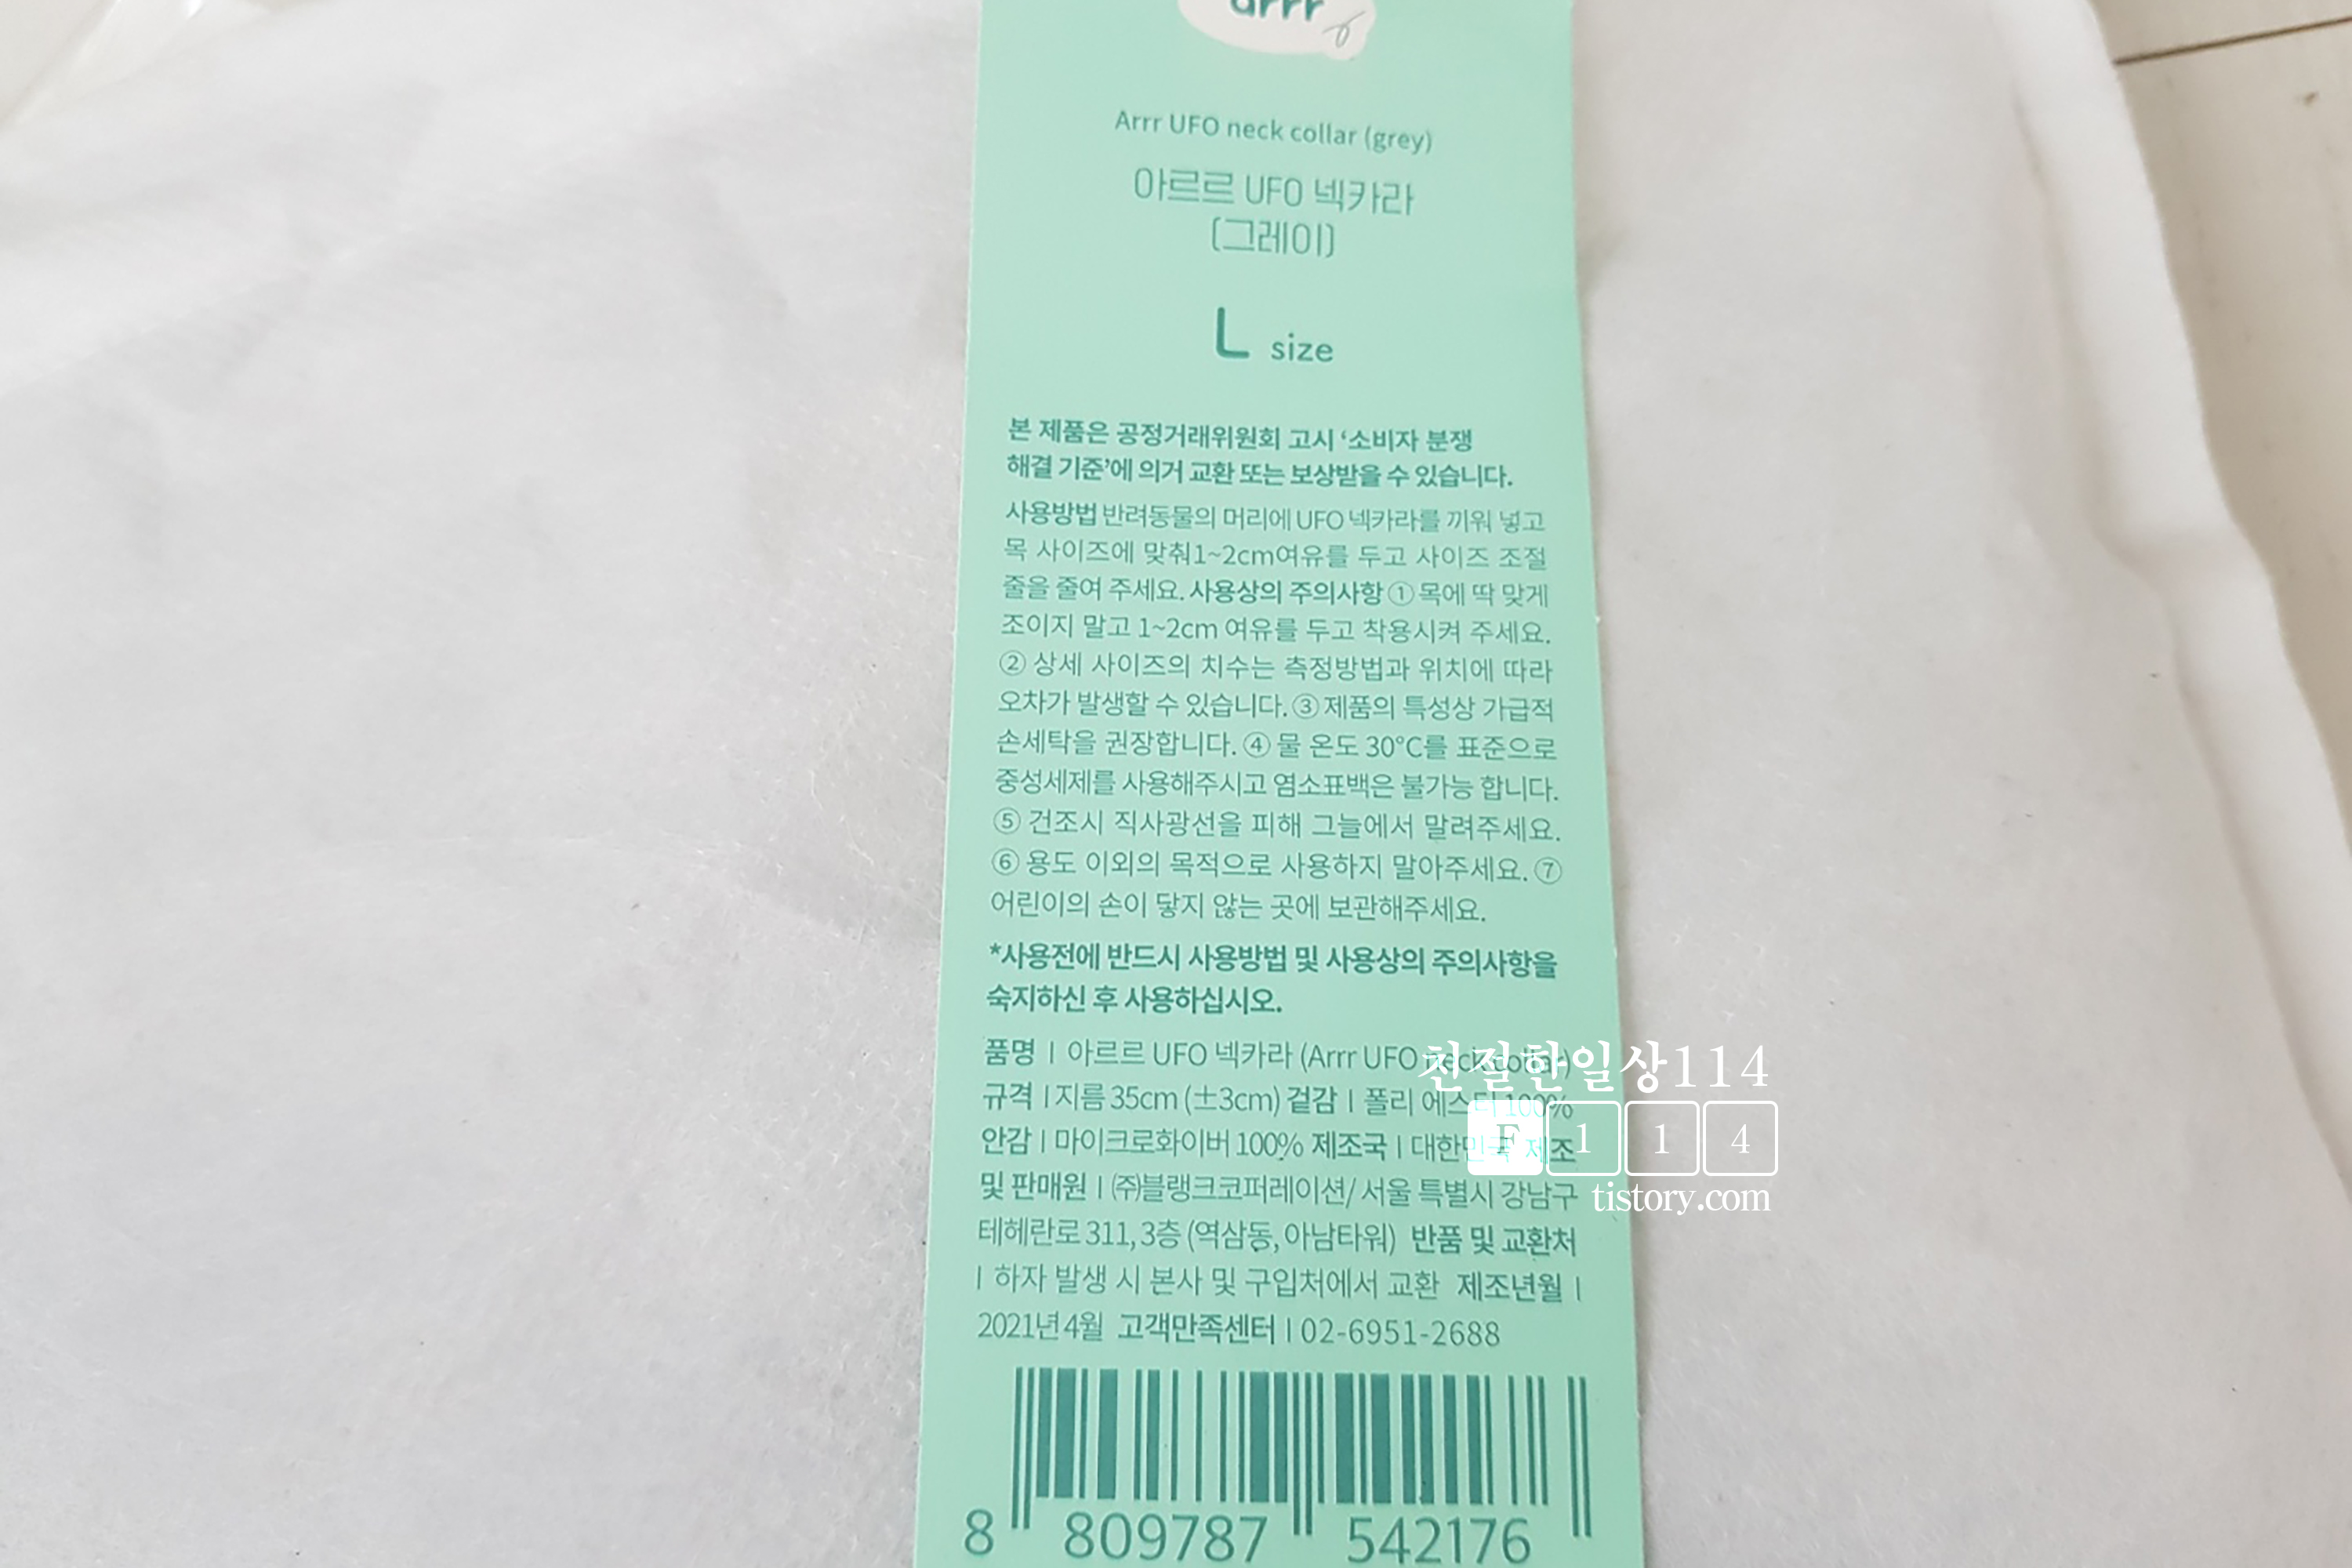 arrr
Arrr UFO neck collar (grey)
아르르 UFO 넥카라
(그레이)
L size
본 제품은 공정거래위원회 고시 ‘소비자 분쟁
해결 기준’에 의거 교환 또는 보상받을 수 있습니다.
사용방법 반려동물의 머리에 UFO 넥카라를 끼워 넣고
목 사이즈에 맞춰1~2cm여유를 두고 사이즈 조절
줄을 줄여 주세요. 사용상의 주의사항 ① 목에 딱 맞게
조이지 말고 1~2cm 여유를 두고 착용시켜 주세요.
② 상세 사이즈의 치수는 측정방법과 위치에 따라
오차가 발생할 수 있습니다. ③ 제품의 특성상 가급적
손세탁을 권장합니다. ④ 물 온도 30°C를 표준으로
중성세제를 사용해주시고 염소표백은 불가능 합니다.
⑤ 건조시 직사광선을 피해 그늘에서 말려주세요.
⑥ 용도 이외의 목적으로 사용하지 말아주세요. ⑦
어린이의 손이 닿지 않는 곳에 보관해주세요.
*사용전에 반드시 사용방법 및 사용상의 주의사항을
숙지하신 후 사용하십시오.
품명 | 아르르 UFO 넥카라 (Arrr UFO neck collar)
규격 | 지름 35cm (±3cm) 겉감 | 폴리 에스터 100%
안감 | 마이크로화이버 100% 제조국 | 대한민국 제조
및 판매원 | ㈜블랭크코퍼레이션/ 서울 특별시 강남구
테헤란로 311, 3층 (역삼동, 아남타워) 반품 및 교환처
| 하자 발생 시 본사 및 구입처에서 교환 제조년월 |
2021년 4월 고객만족센터 | 02-6951-2688
8 809787 542176
친절한일상114
F 1 1 4
tistory.com